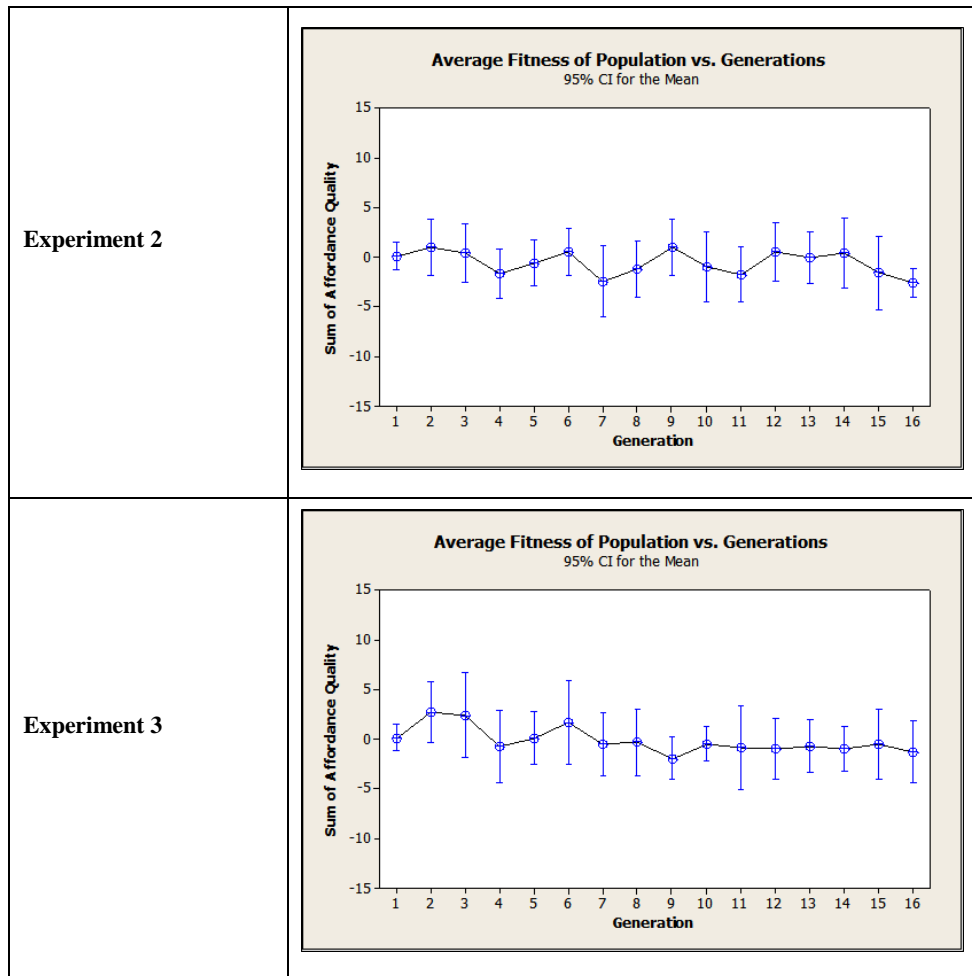 Experiment 2
Average Fitness of Population vs. Generations
95% CI for the Mean
Sum of Affordance Quality
15
10
5
0
-5
-10
-15
1 2 3 4 5 6 7 8 9 10 11 12 13 14 15 16
Generation
Experiment 3
Average Fitness of Population vs. Generations
95% CI for the Mean
Sum of Affordance Quality
15
10
5
0
-5
-10
-15
1 2 3 4 5 6 7 8 9 10 11 12 13 14 15 16
Generation